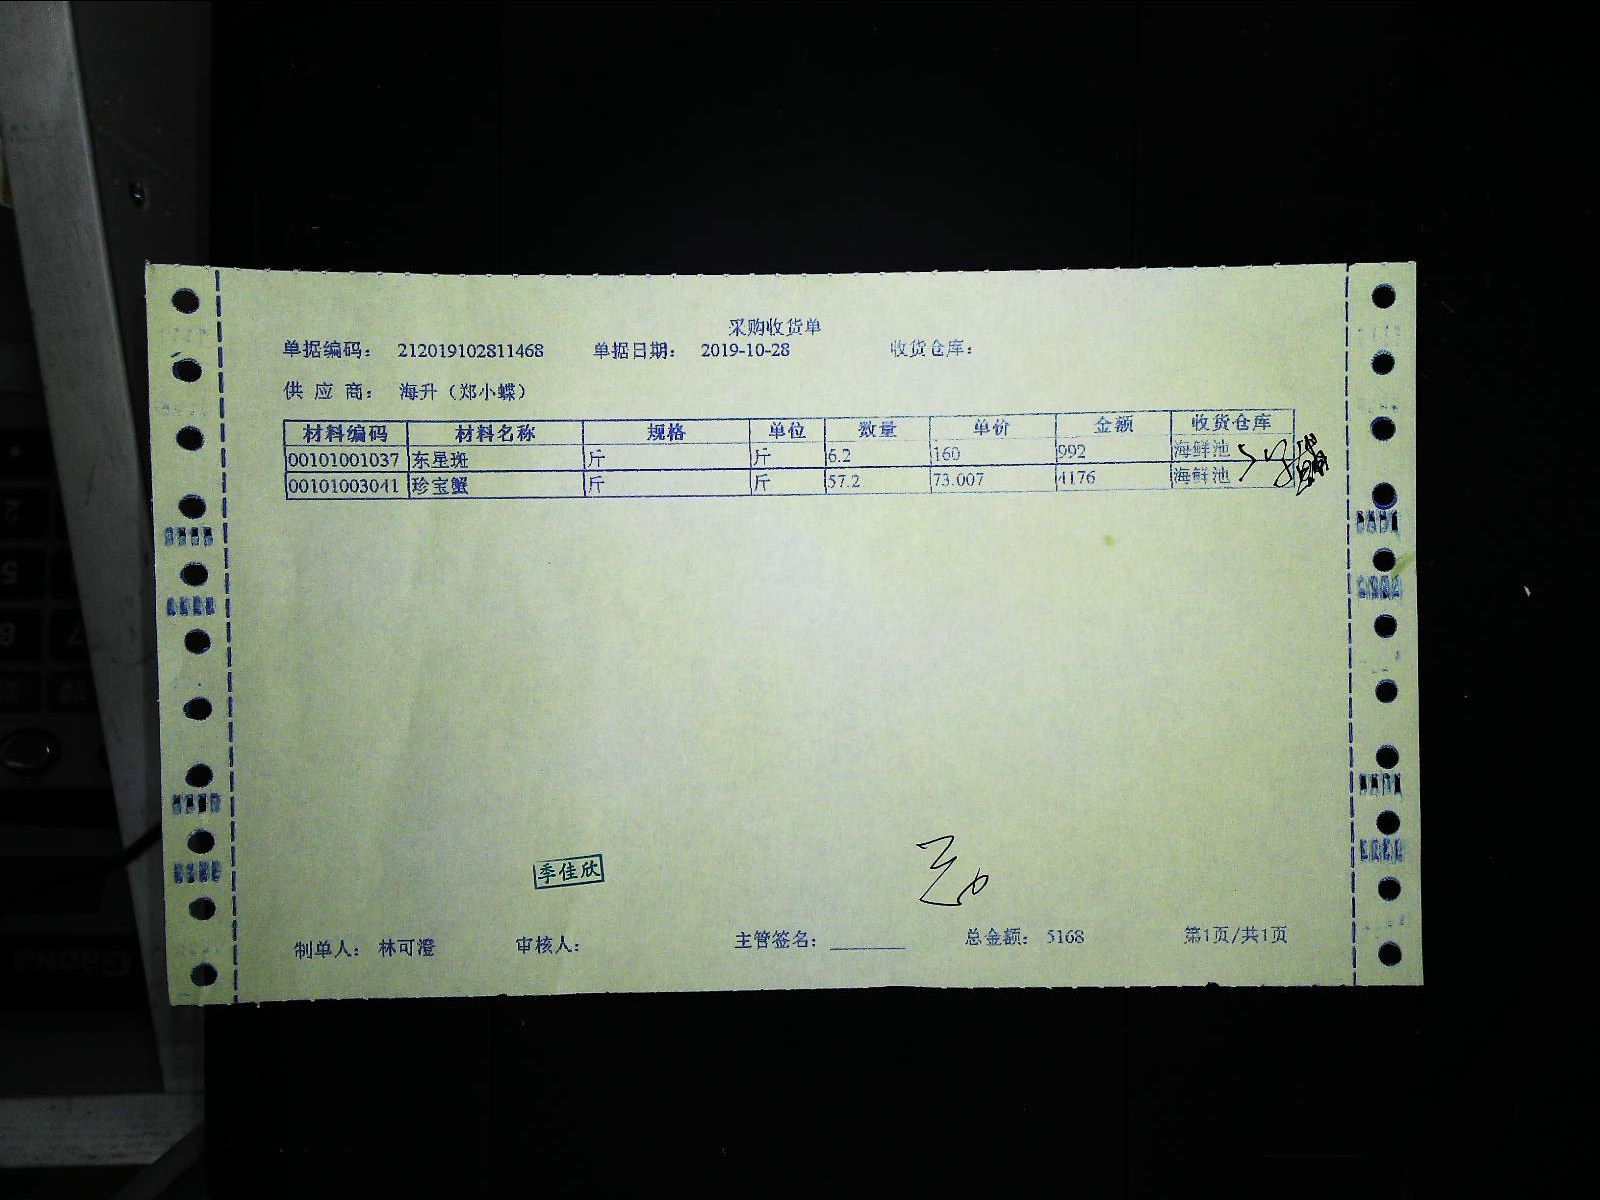 采购收货单
单据编码： 212019102811468 单据日期： 2019-10-28 收货仓库：
供 应 商： 海升（郑小蝶）
材料编码 材料名称 规格 单位 数量 单价 金额 收货仓库
00101001037 东星斑 斤 斤 6.2 160 992 海鲜池
00101003041 珍宝蟹 斤 斤 57.2 73.007 4176 海鲜池
季佳欣
制单人： 林可澄 审核人： 主管签名： 总金额： 5168 第1页/共1页